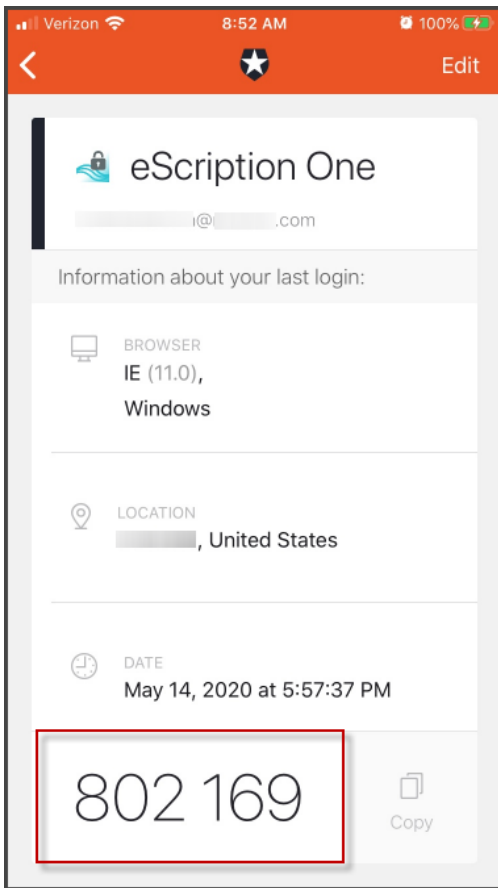 Verizon 8:52 AM 100%
Edit
eScription One
@ .com
Information about your last login:
BROWSER
IE (11.0),
Windows
LOCATION
, United States
DATE
May 14, 2020 at 5:57:37 PM
802 169
Copy